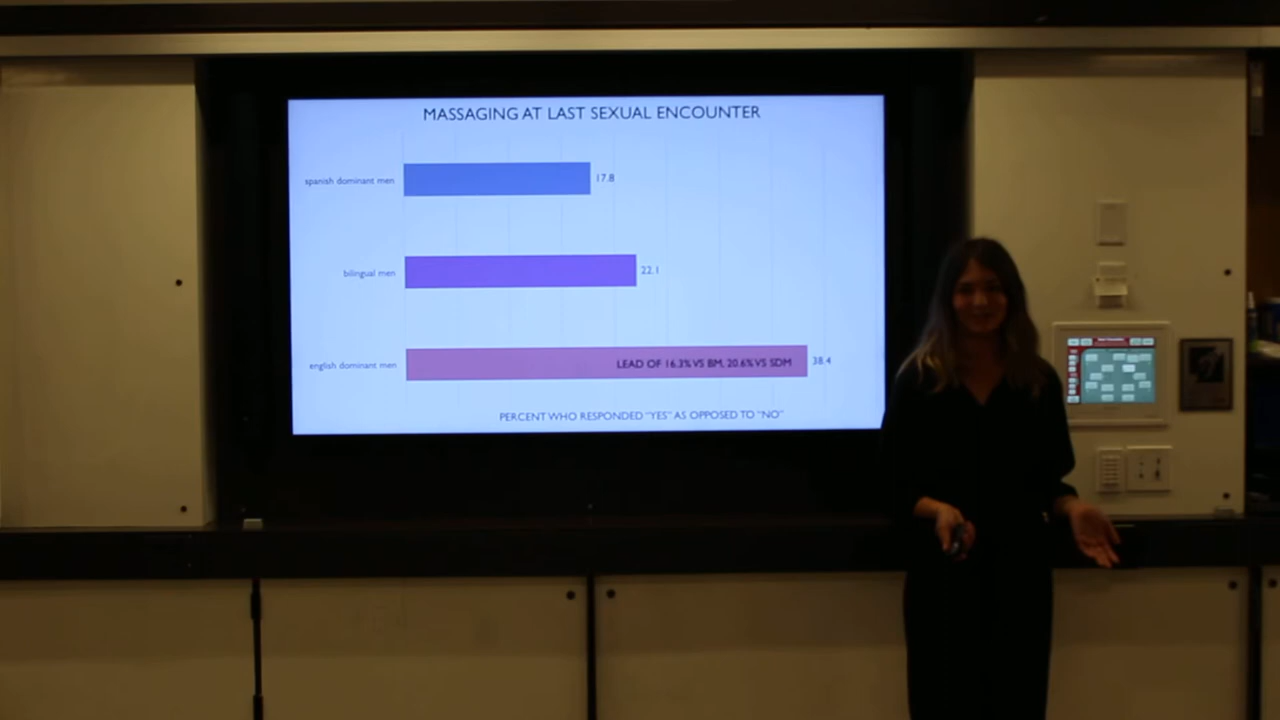 MASSAGING AT LAST SEXUAL ENCOUNTER
spanish dominant men
17.8
bilingual men
22.1
english dominant men
LEAD OF 16.3% VS BM, 20.6% VS SDM
38.4
PERCENT WHO RESPONDED "YES" AS OPPOSED TO "NO"